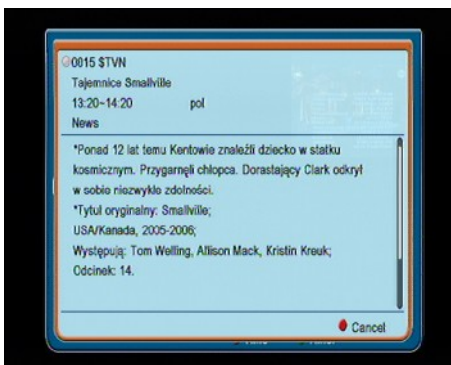 0015 $TVN
Tajemnice Smallville
13:20~14:20 pol
News
*Ponad 12 lat temu Kentowie znaleźli dziecko w statku
kosmicznym. Przygarnęli chłopca. Dorastający Clark odkrył
w sobie niezwykłe zdolności.
*Tytuł oryginalny: Smallville;
USA/Kanada, 2005-2006;
Występują: Tom Welling, Allison Mack, Kristin Kreuk;
Odcinek: 14.
Cancel